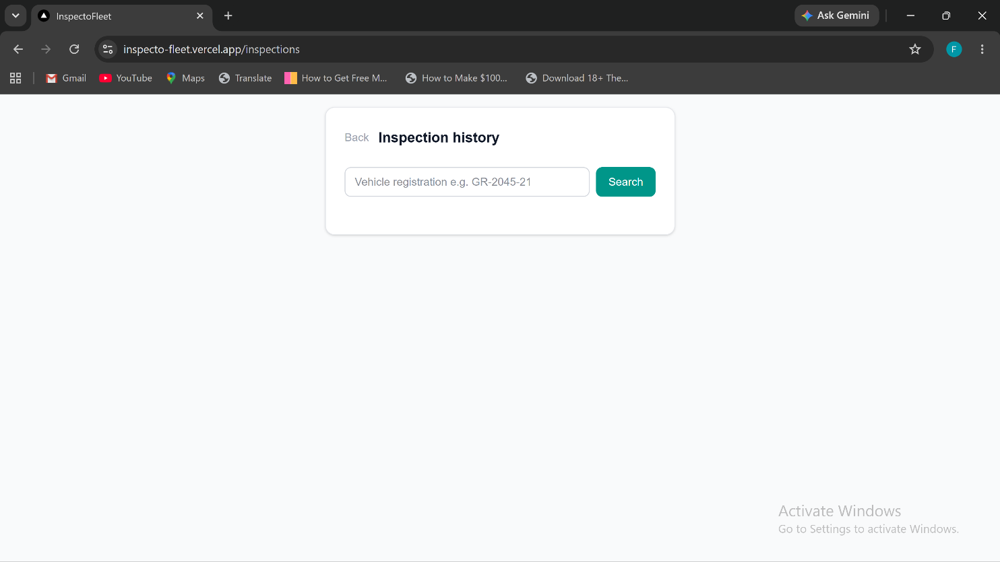 InspectoFleet
Ask Gemini
inspecto-fleet.vercel.app/inspections
F
Gmail YouTube Maps Translate How to Get Free M... How to Make $100... Download 18+ The...
Back Inspection history
Vehicle registration e.g. GR-2045-21 Search
Activate Windows
Go to Settings to activate Windows.